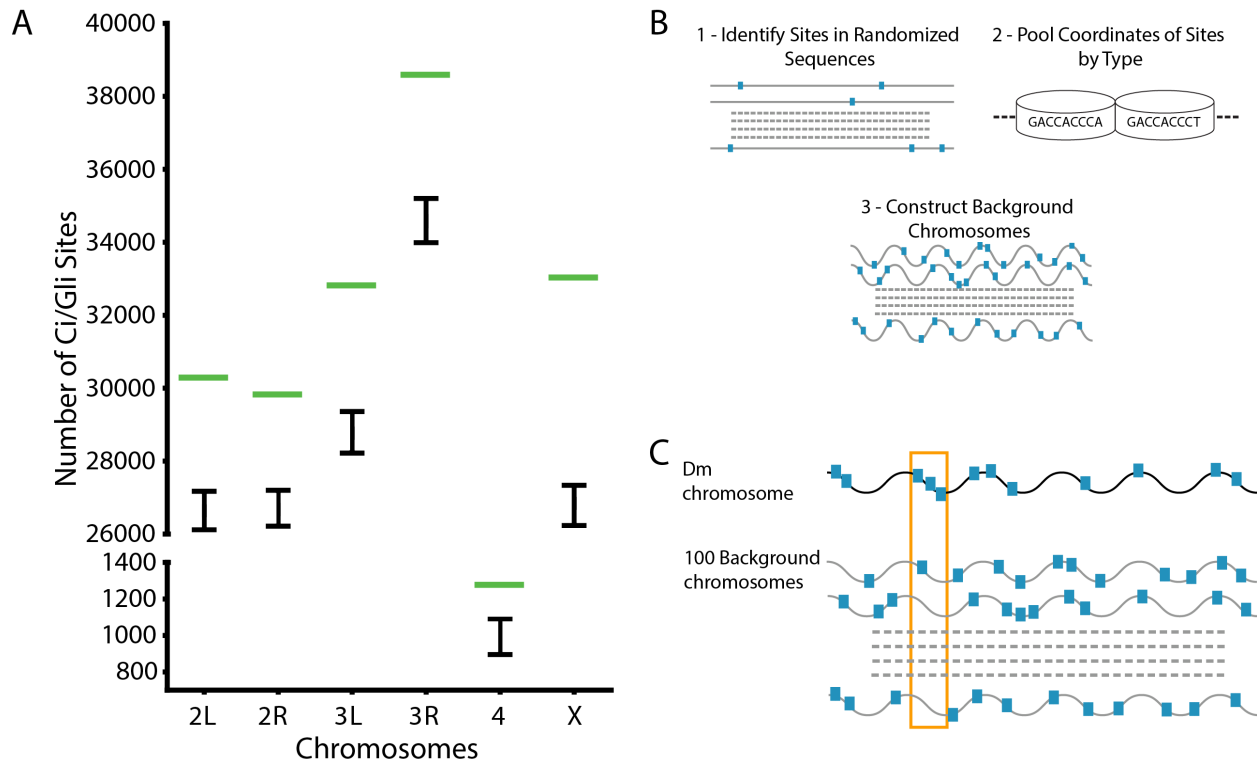 A
40000
38000
36000
34000
32000
30000
28000
26000
1400
1200
1000
800
Number of Ci/Gli Sites
2L 2R 3L 3R 4 X
Chromosomes
B
1 - Identify Sites in Randomized
Sequences
2 - Pool Coordinates of Sites
by Type
GACCACCCA GACCACCCT
3 - Construct Background
Chromosomes
C
Dm
chromosome
100 Background
chromosomes